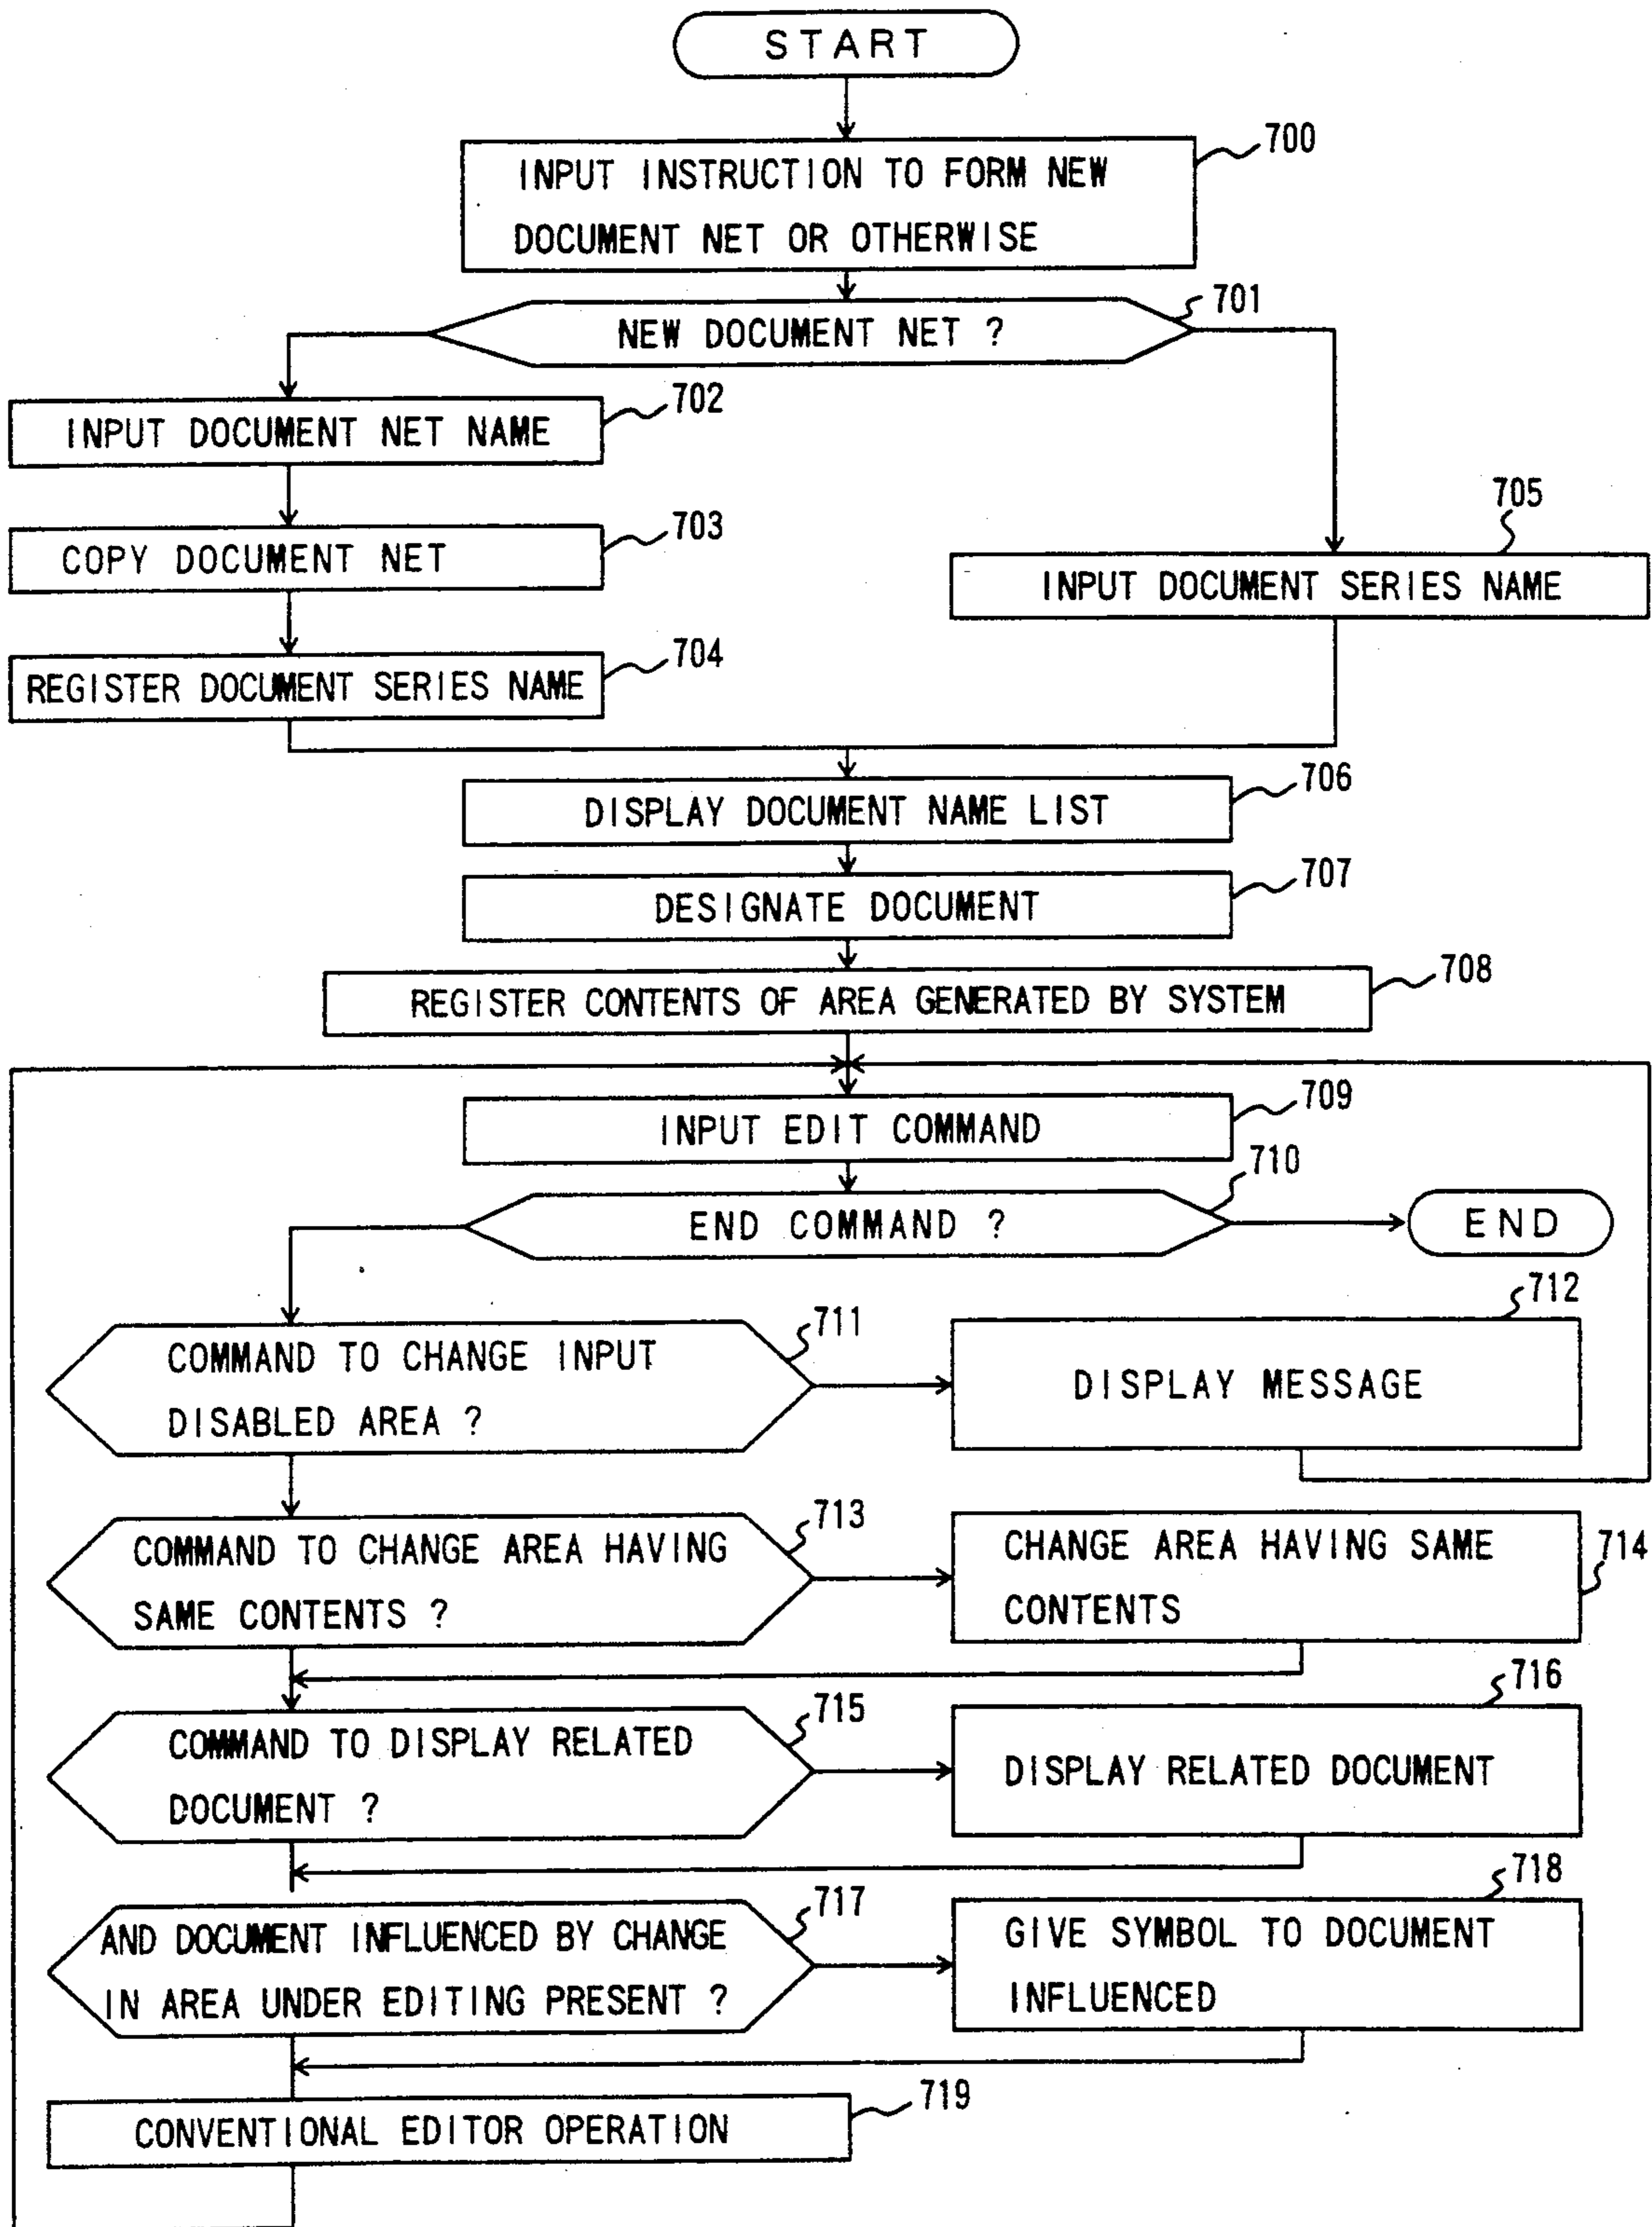 START
700
INPUT INSTRUCTION TO FORM NEW
DOCUMENT NET OR OTHERWISE
701
NEW DOCUMENT NET ?
702
INPUT DOCUMENT NET NAME
703
COPY DOCUMENT NET
705
INPUT DOCUMENT SERIES NAME
704
REGISTER DOCUMENT SERIES NAME
706
DISPLAY DOCUMENT NAME LIST
707
DESIGNATE DOCUMENT
708
REGISTER CONTENTS OF AREA GENERATED BY SYSTEM
709
INPUT EDIT COMMAND
710
END COMMAND ?
END
711
COMMAND TO CHANGE INPUT
DISABLED AREA ?
712
DISPLAY MESSAGE
713
COMMAND TO CHANGE AREA HAVING
SAME CONTENTS ?
714
CHANGE AREA HAVING SAME
CONTENTS
715
COMMAND TO DISPLAY RELATED
DOCUMENT ?
716
DISPLAY RELATED DOCUMENT
717
AND DOCUMENT INFLUENCED BY CHANGE
IN AREA UNDER EDITING PRESENT ?
718
GIVE SYMBOL TO DOCUMENT
INFLUENCED
719
CONVENTIONAL EDITOR OPERATION